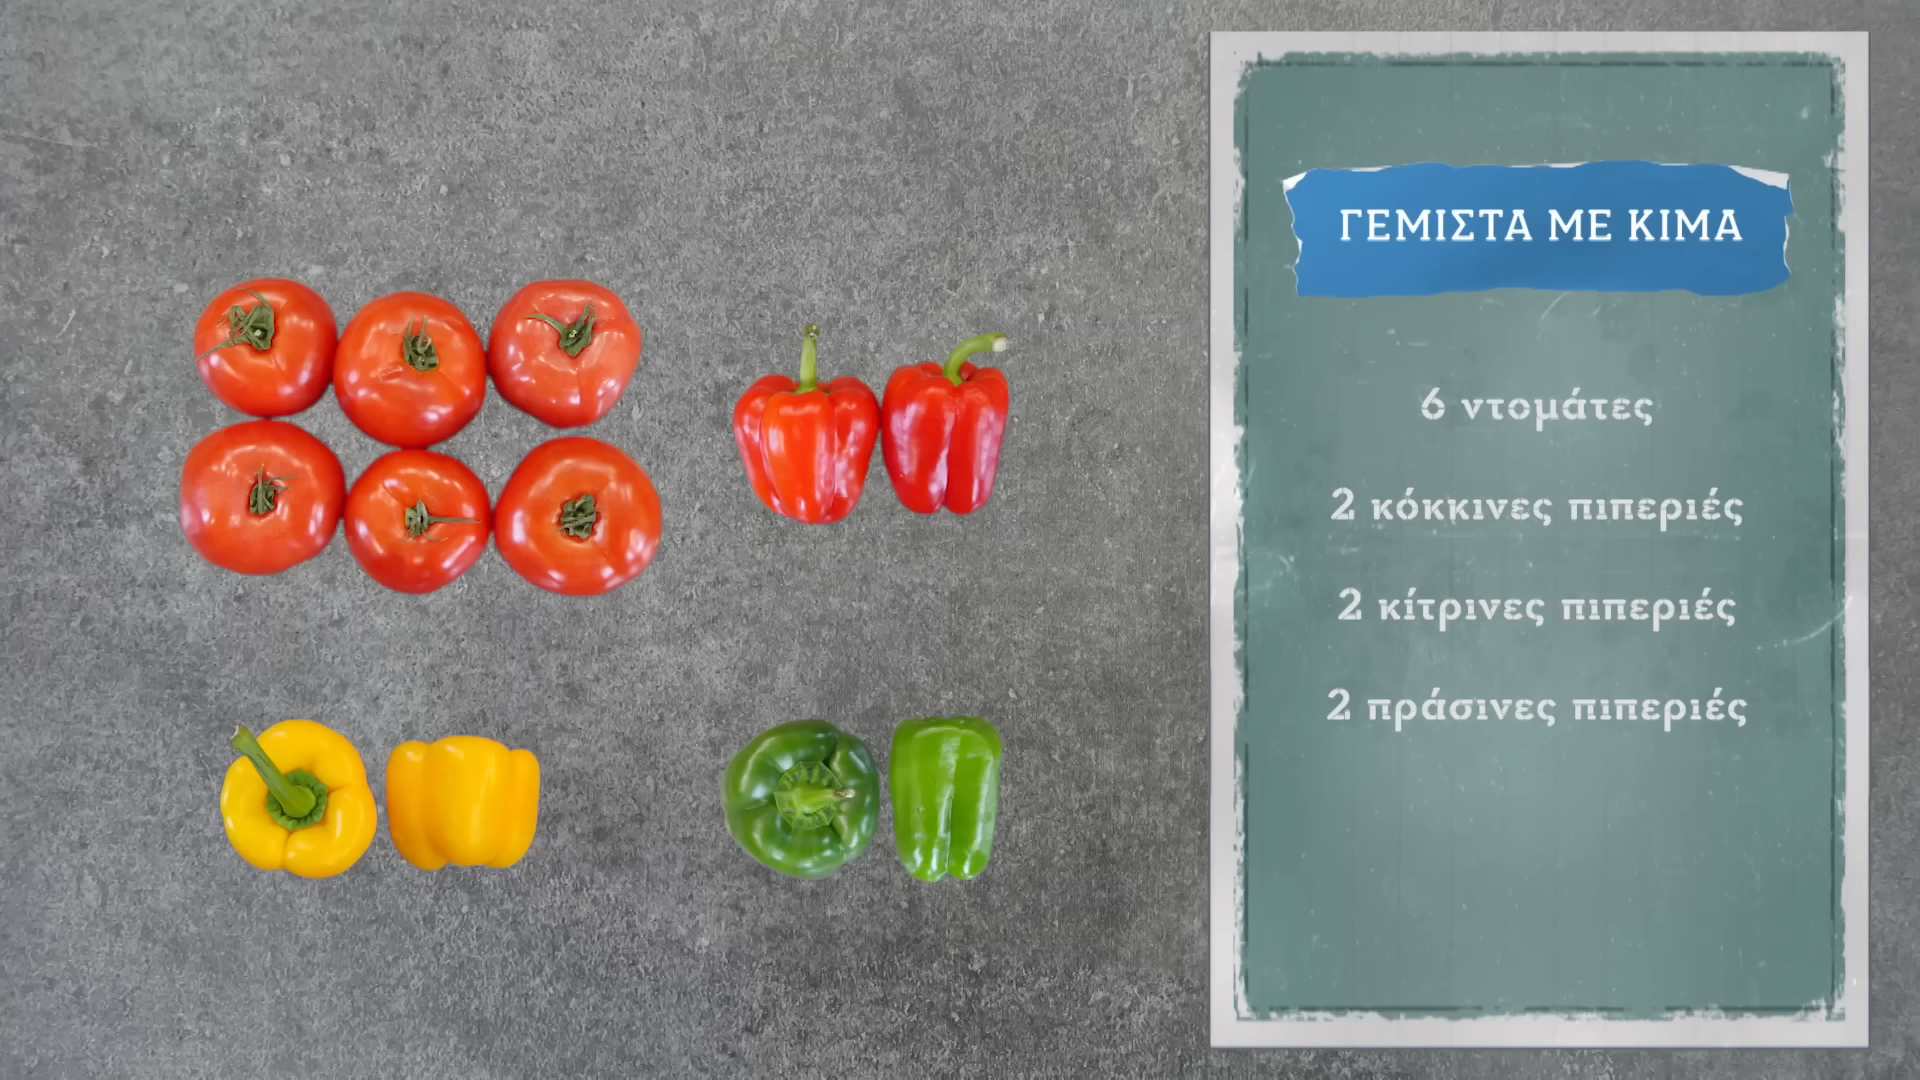 ΓΕΜΙΣΤΑ ΜΕ ΚΙΜΑ
6 ντομάτες
2 κόκκινες πιπεριές
2 κίτρινες πιπεριές
2 πράσινες πιπεριές